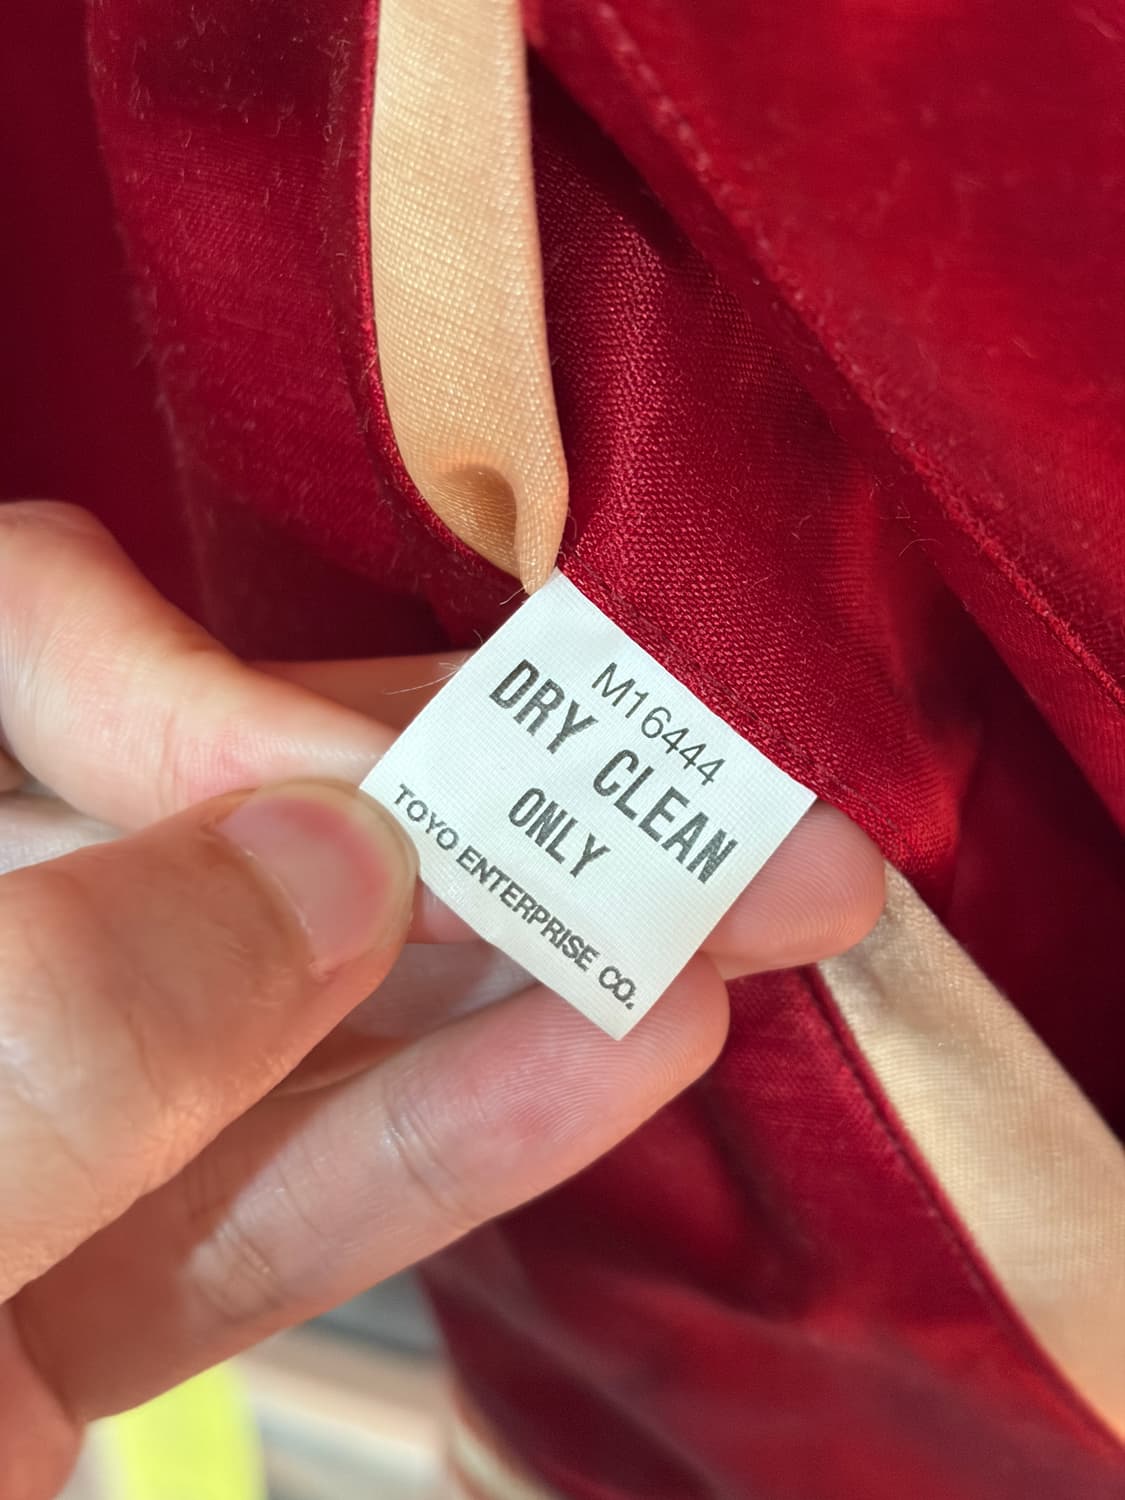 M16444
DRY CLEAN
ONLY
TOYO ENTERPRISE CO.